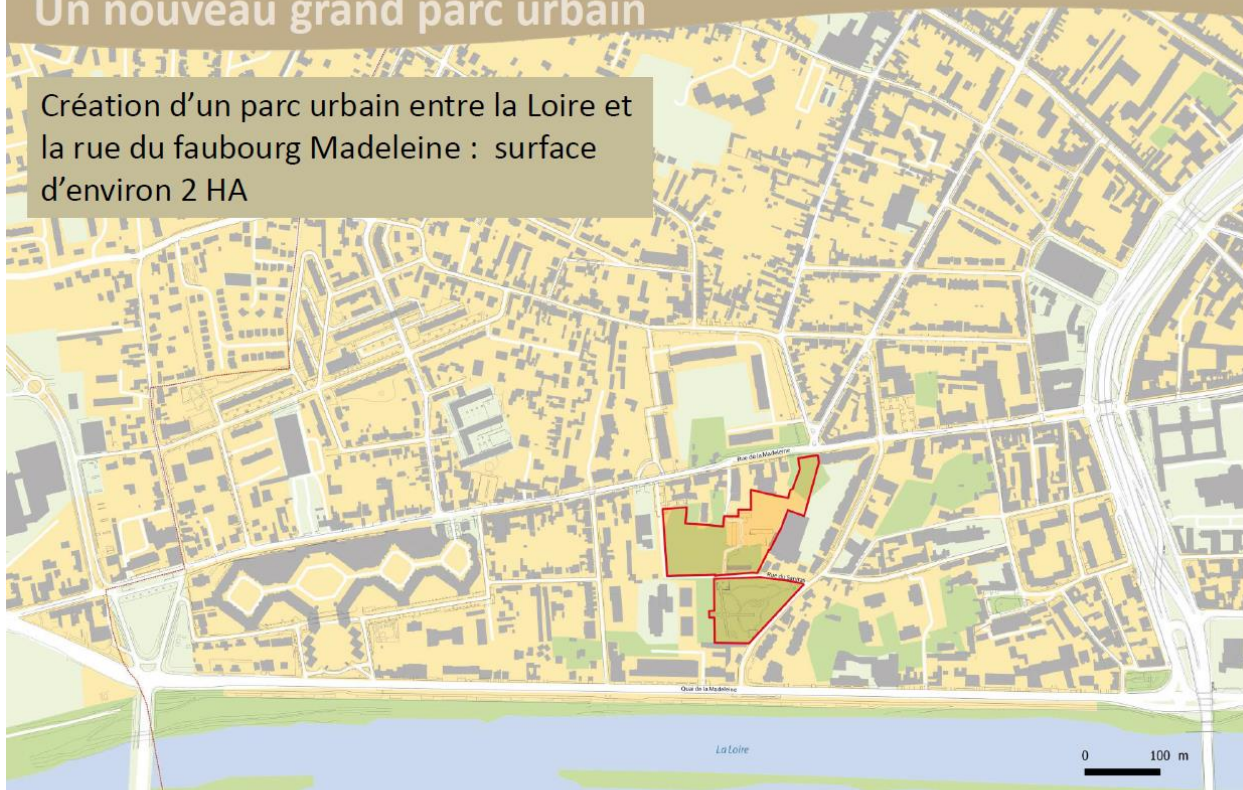 Un nouveau grand parc urbain
Création d’un parc urbain entre la Loire et
la rue du faubourg Madeleine : surface
d’environ 2 HA
Rue de la Madeleine
Quai de la Madeleine
La Loire
0 100 m